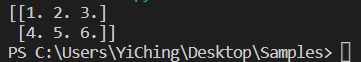 [[1. 2. 3.]
 [4. 5. 6.]]
PS C:\Users\YiChing\Desktop\Samples>